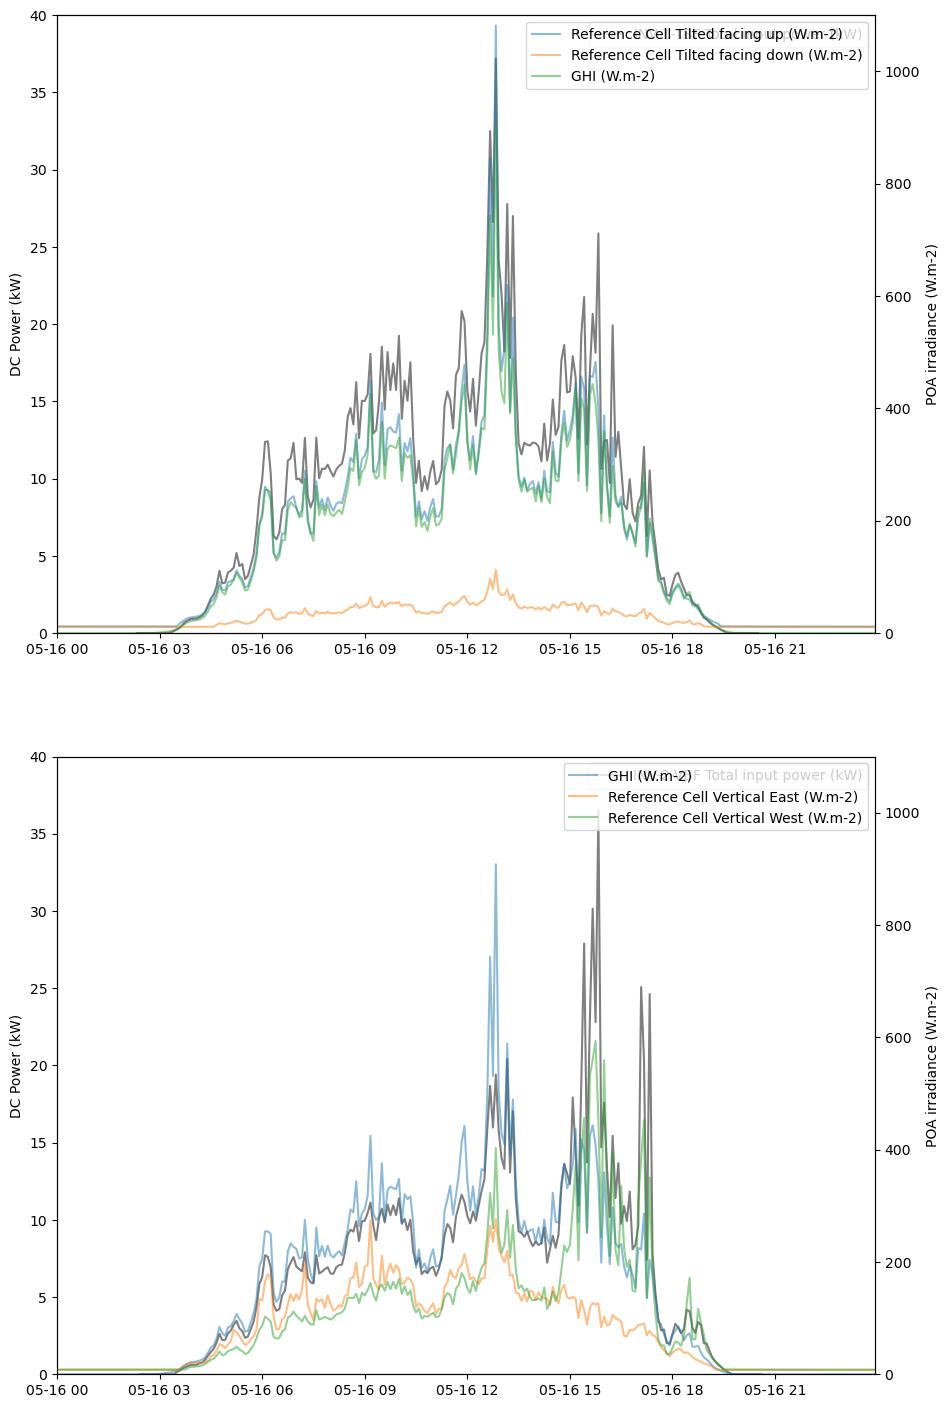 40
35
30
25
20
15
10
5
0
DC Power (kW)
Reference Cell Tilted facing up (W.m-2)
Reference Cell Tilted facing down (W.m-2)
GHI (W.m-2)
1000
800
600
400
200
0
POA irradiance (W.m-2)
05-16 00 05-16 03 05-16 06 05-16 09 05-16 12 05-16 15 05-16 18 05-16 21
40
35
30
25
20
15
10
5
0
DC Power (kW)
GHI (W.m-2) Total input power (kW)
Reference Cell Vertical East (W.m-2)
Reference Cell Vertical West (W.m-2)
1000
800
600
400
200
0
POA irradiance (W.m-2)
05-16 00 05-16 03 05-16 06 05-16 09 05-16 12 05-16 15 05-16 18 05-16 21